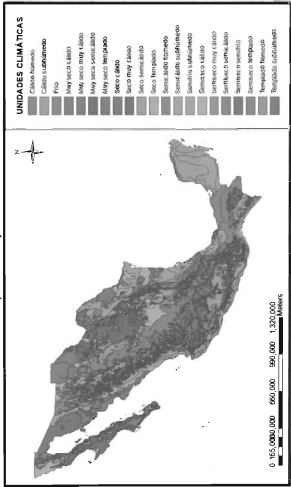 UNIDADES CLIMÁTICAS
Cálido húmedo
Cálido subhúmedo
Frío
Muy seco cálido
Muy seco muy cálido
Muy seco semicálido
Muy seco templado
Seco cálido
Seco muy cálido
Seco semicálido
Seco templado
Semicálido húmedo
Semicálido subhúmedo
Semifrío subhúmedo
Semiseco cálido
Semiseco muy cálido
Semiseco semicálido
Semiseco semifrío
Semiseco templado
Templado húmedo
Templado subhúmedo
N
0 165,000 330,000 660,000 990,000 1,320,000
Meters